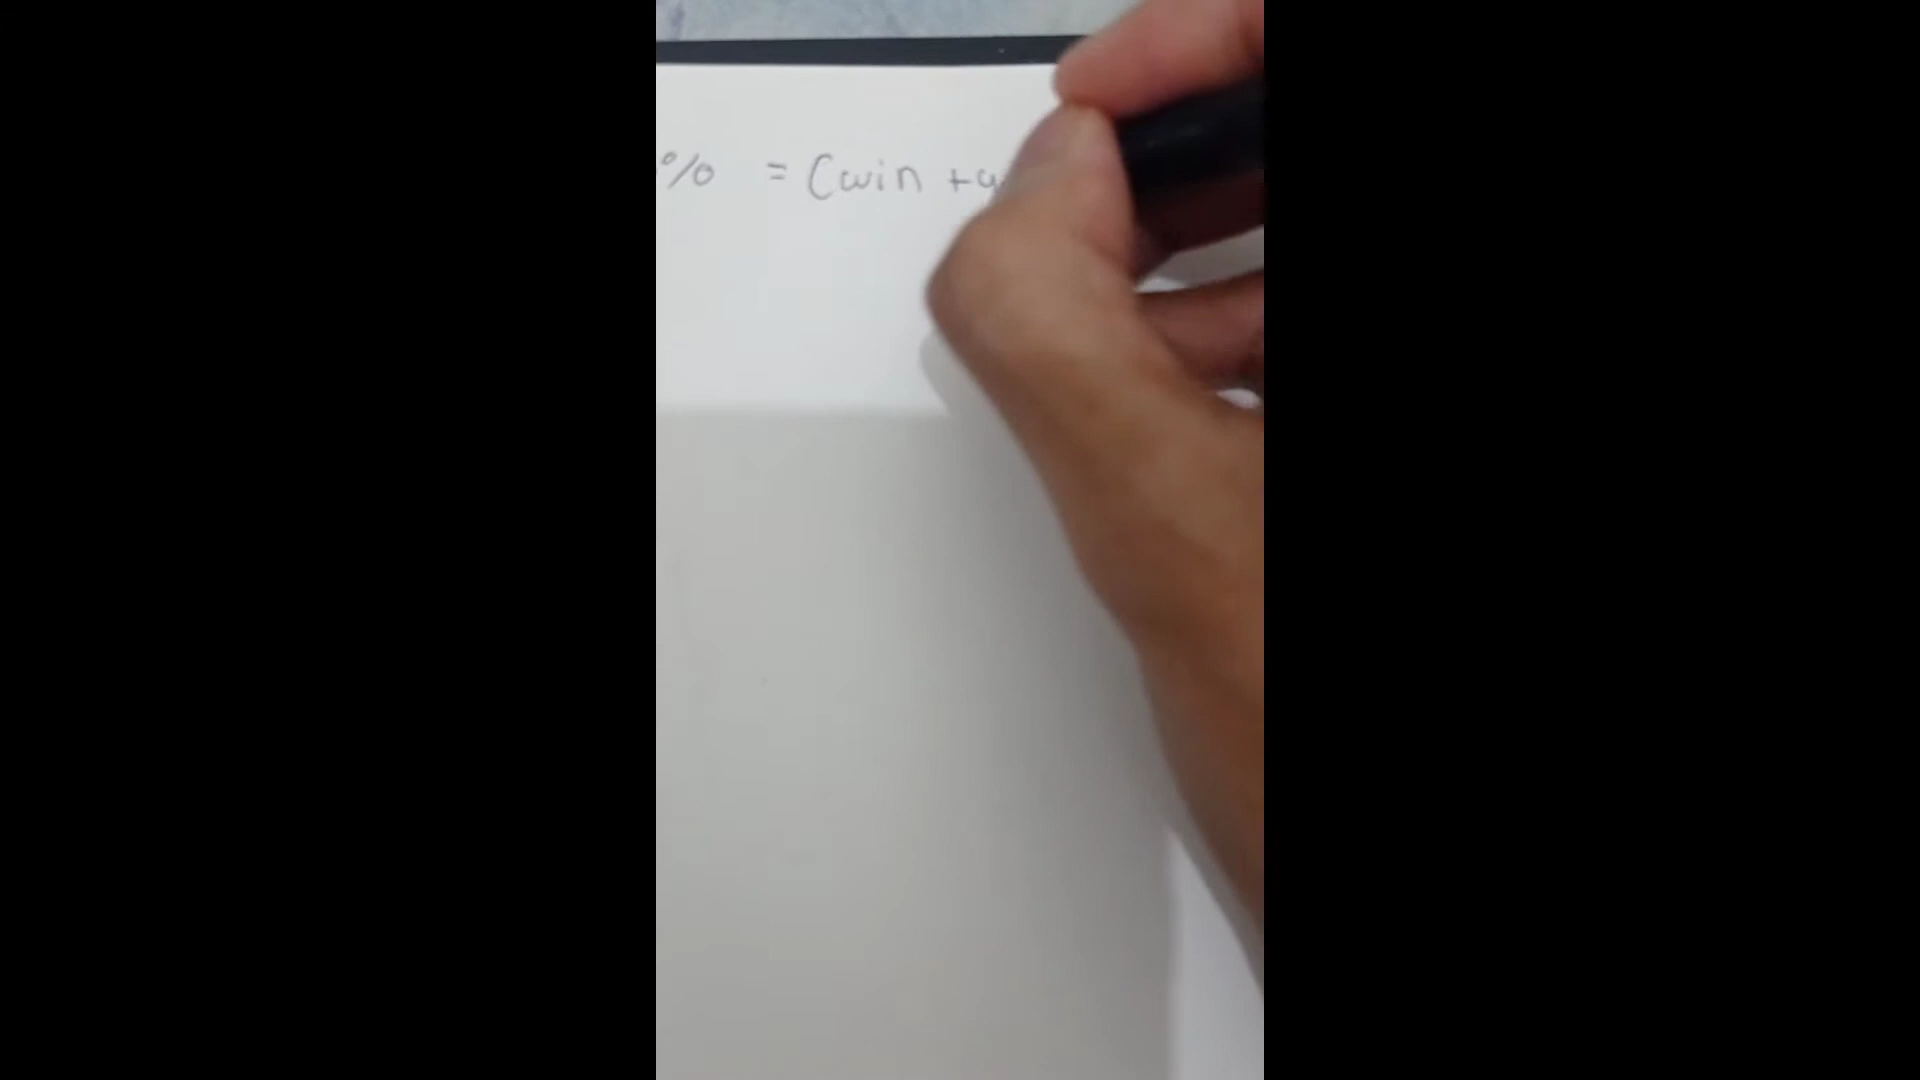 % = (win +